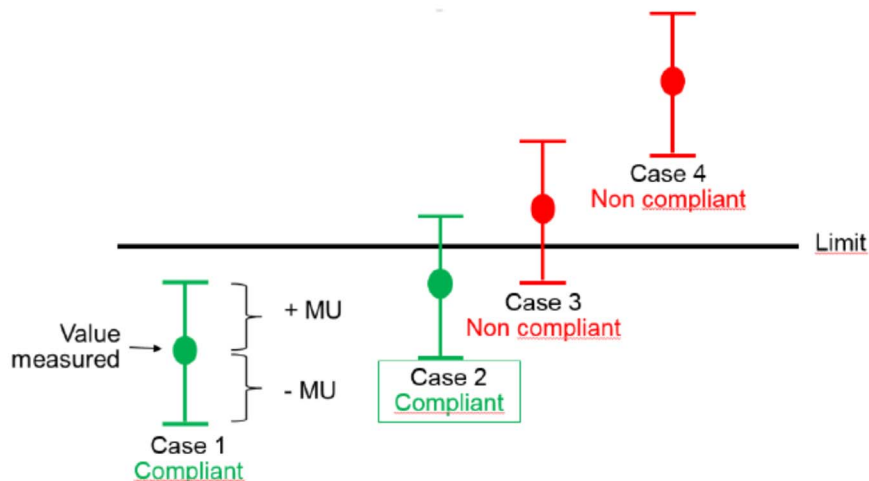 Case 4
Non compliant
Limit
Case 3
Non compliant
+ MU
Value
measured
- MU
Case 2
Compliant
Case 1
Compliant